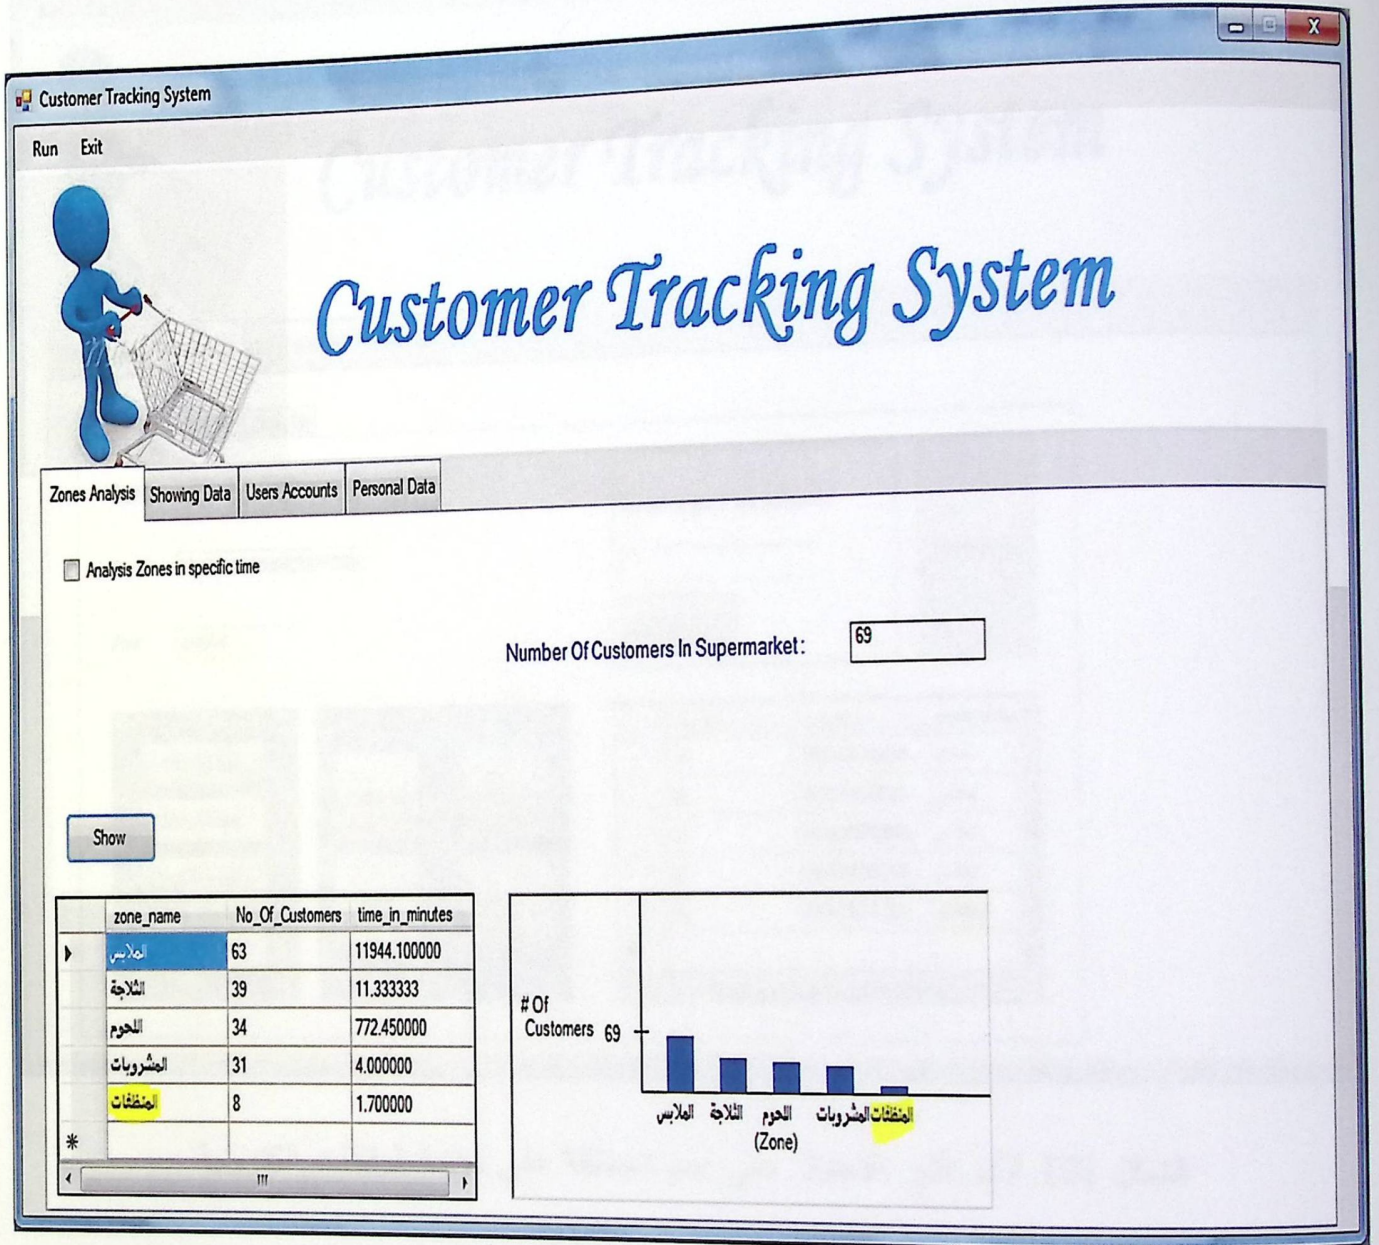 Customer Tracking System
Run Exit
Customer Tracking System
Zones Analysis Showing Data Users Accounts Personal Data
Analysis Zones in specific time
Number Of Customers In Supermarket: 69
Show
zone_name No_Of_Customers time_in_minutes
الملابس 63 11944.100000
الثلاجة 39 11.333333
اللحوم 34 772.450000
المشروبات 31 4.000000
المنظفات 8 1.700000
# Of
Customers 69
الملابس الثلاجة اللحوم المشروبات المنظفات
(Zone)